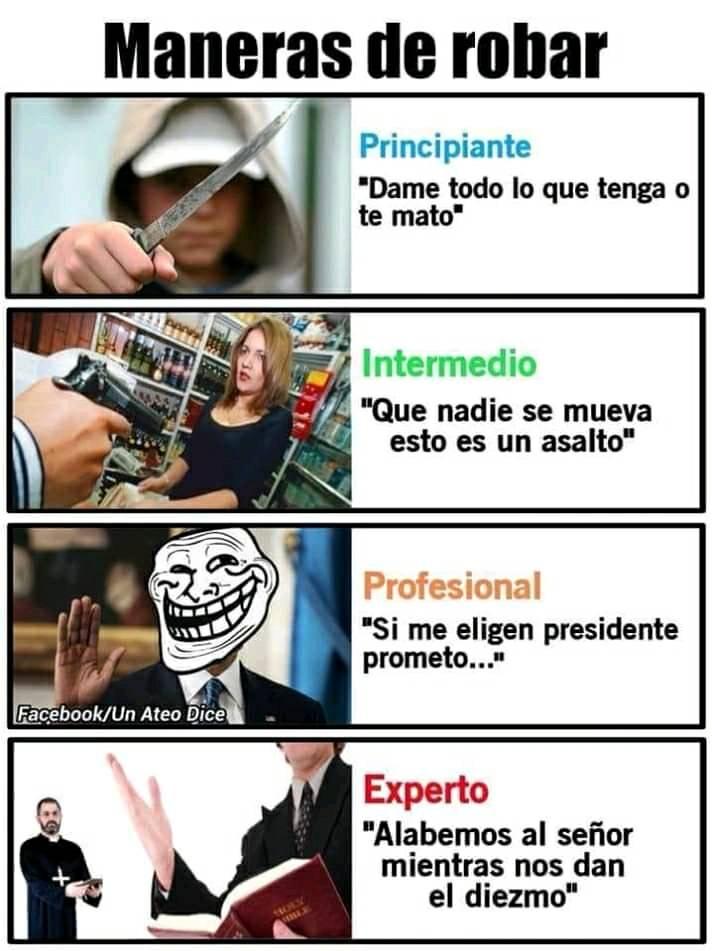 Maneras de robar
Principiante
"Dame todo lo que tenga o
te mato"
Intermedio
"Que nadie se mueva
esto es un asalto"
Profesional
"Si me eligen presidente
prometo..."
Facebook/Un Ateo Dice
Experto
"Alabemos al señor
mientras nos dan
el diezmo"
HOLY
BIBLE